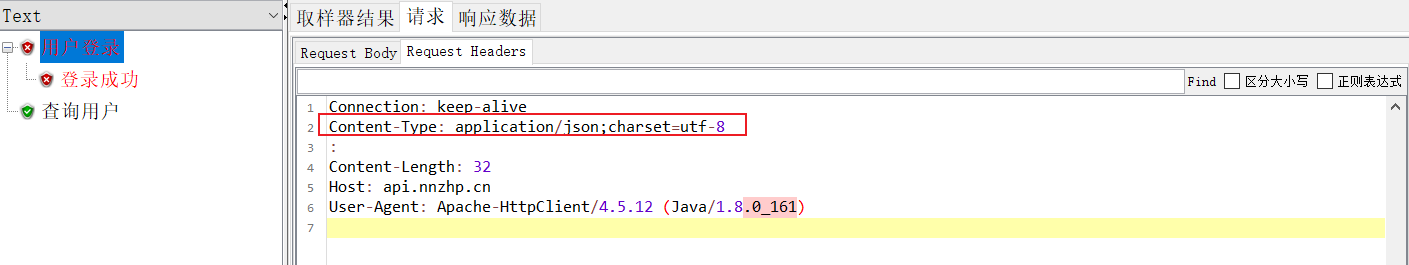 Text
用户登录
登录成功
查询用户
取样器结果 请求 响应数据
Request Body Request Headers
Find 区分大小写 正则表达式
1 Connection: keep-alive
2 Content-Type: application/json;charset=utf-8
3 :
4 Content-Length: 32
5 Host: api.nnzhp.cn
6 User-Agent: Apache-HttpClient/4.5.12 (Java/1.8.0_161)
7